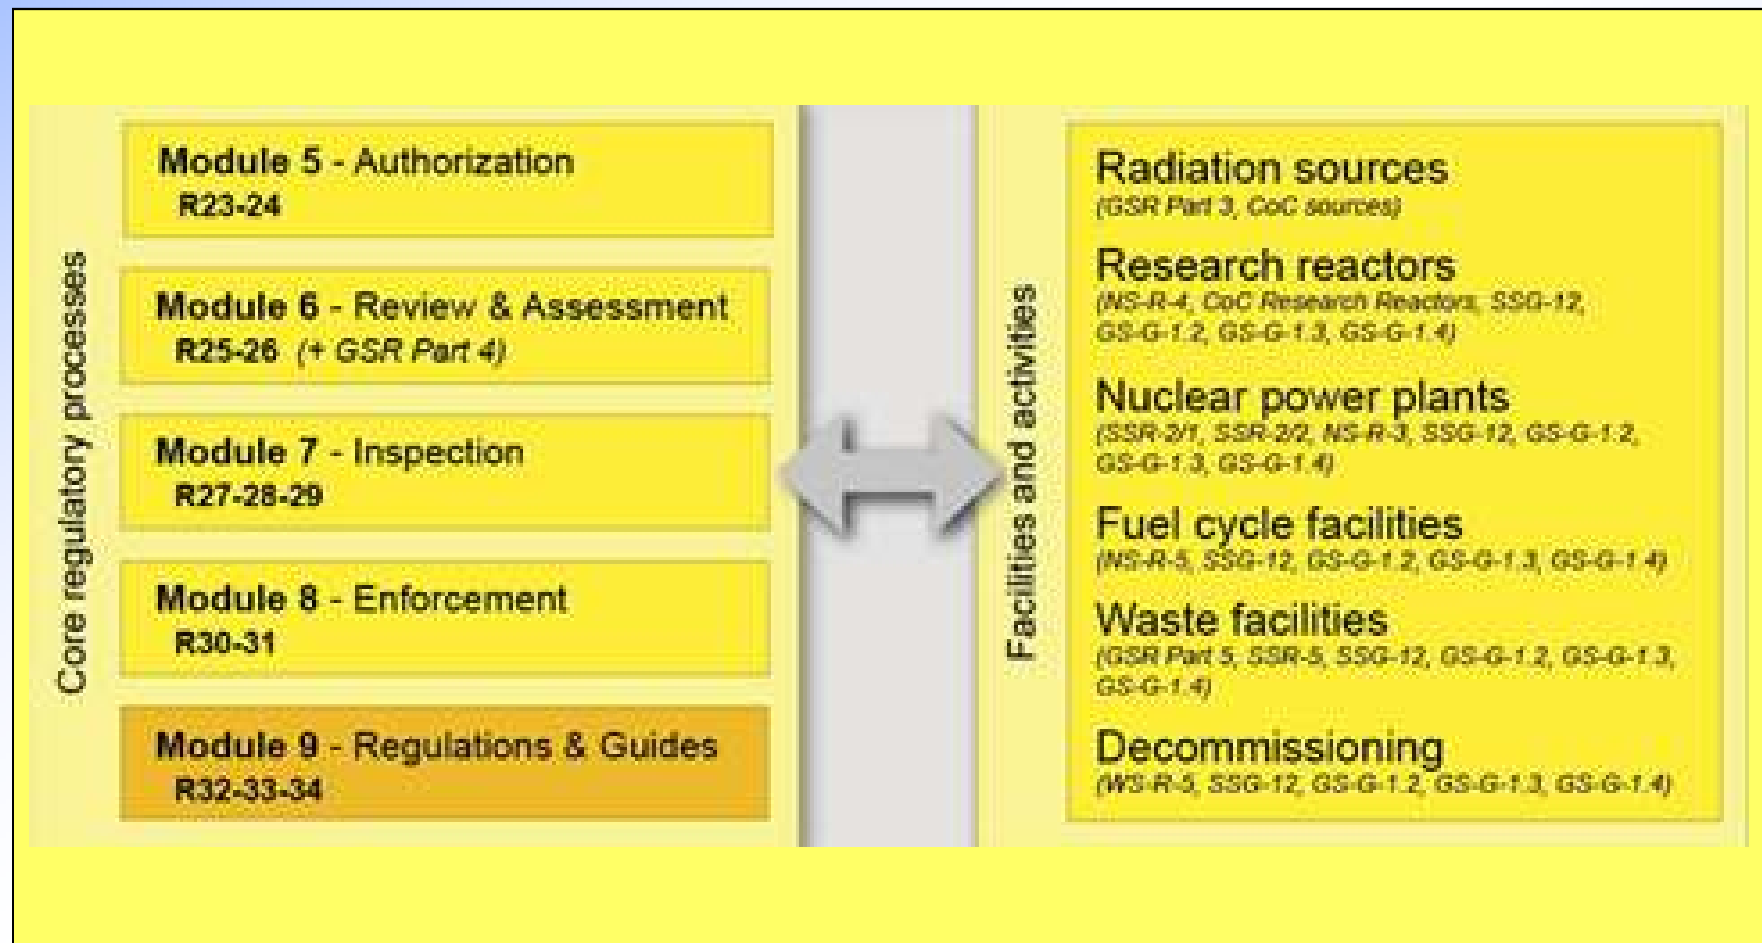 Core regulatory processes
Module 5 - Authorization
R23-24
Module 6 - Review & Assessment
R25-26 (+ GSR Part 4)
Module 7 - Inspection
R27-28-29
Module 8 - Enforcement
R30-31
Module 9 - Regulations & Guides
R32-33-34
Facilities and activities
Radiation sources
(GSR Part 3, CoC sources)
Research reactors
(NS-R-4, CoC Research Reactors, SSG-12,
GS-G-1.2, GS-G-1.3, GS-G-1.4)
Nuclear power plants
(SSR-2/1, SSR-2/2, NS-R-3, SSG-12, GS-G-1.2,
GS-G-1.3, GS-G-1.4)
Fuel cycle facilities
(NS-R-5, SSG-12, GS-G-1.2, GS-G-1.3, GS-G-1.4)
Waste facilities
(GSR Part 5, SSR-5, SSG-12, GS-G-1.2, GS-G-1.3,
GS-G-1.4)
Decommissioning
(WS-R-5, SSG-12, GS-G-1.2, GS-G-1.3, GS-G-1.4)